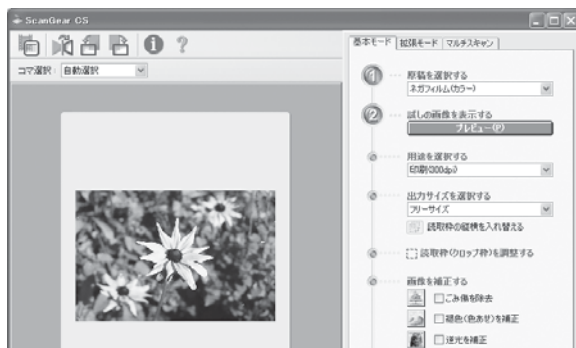 ScanGear CS
コマ選択: 自動選択
基本モード 拡張モード マルチスキャン
1 原稿を選択する
ネガフィルム(カラー)
2 試しの画像を表示する
プレビュー(P)
用途を選択する
印刷(300dpi)
出力サイズを選択する
フリーサイズ
読取枠の縦横を入れ替える
読取枠(クロップ枠)を調整する
画像を補正する
ごみ傷を除去
褪色(色あせ)を補正
逆光を補正